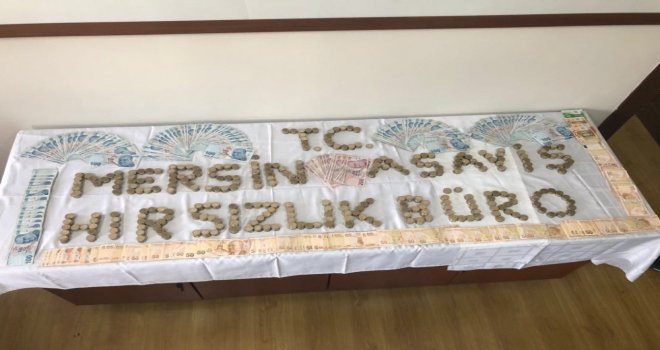 T.C.
MERSİN ASAYİŞ
HiRSIZLIK BÜRO